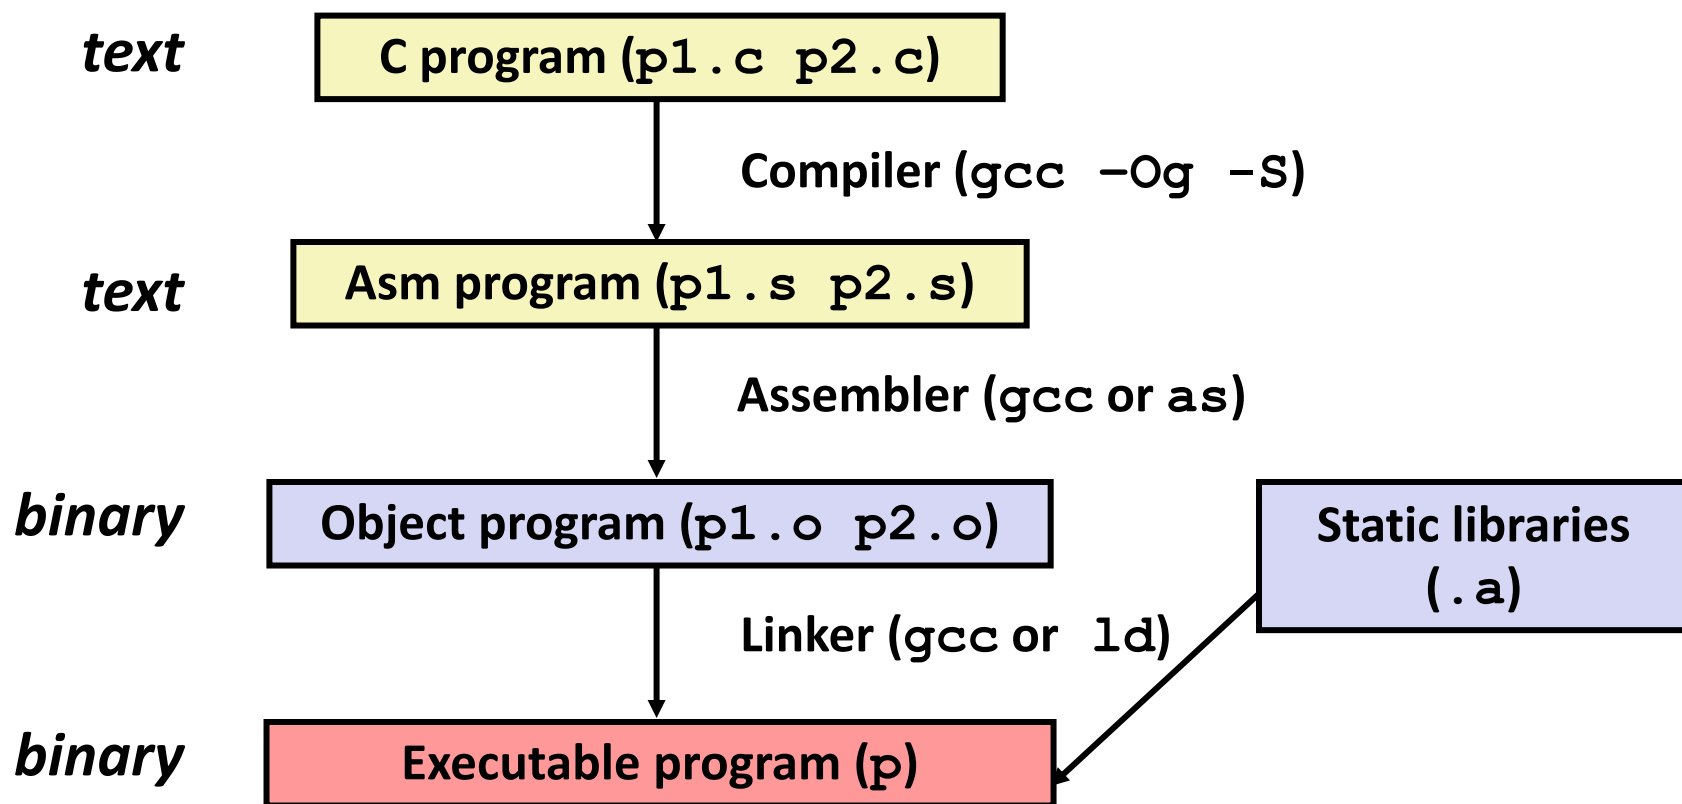 text
C program (p1.c p2.c)
Compiler (gcc –Og -S)
text
Asm program (p1.s p2.s)
Assembler (gcc or as)
binary
Object program (p1.o p2.o)
Static libraries
(.a)
Linker (gcc or ld)
binary
Executable program (p)